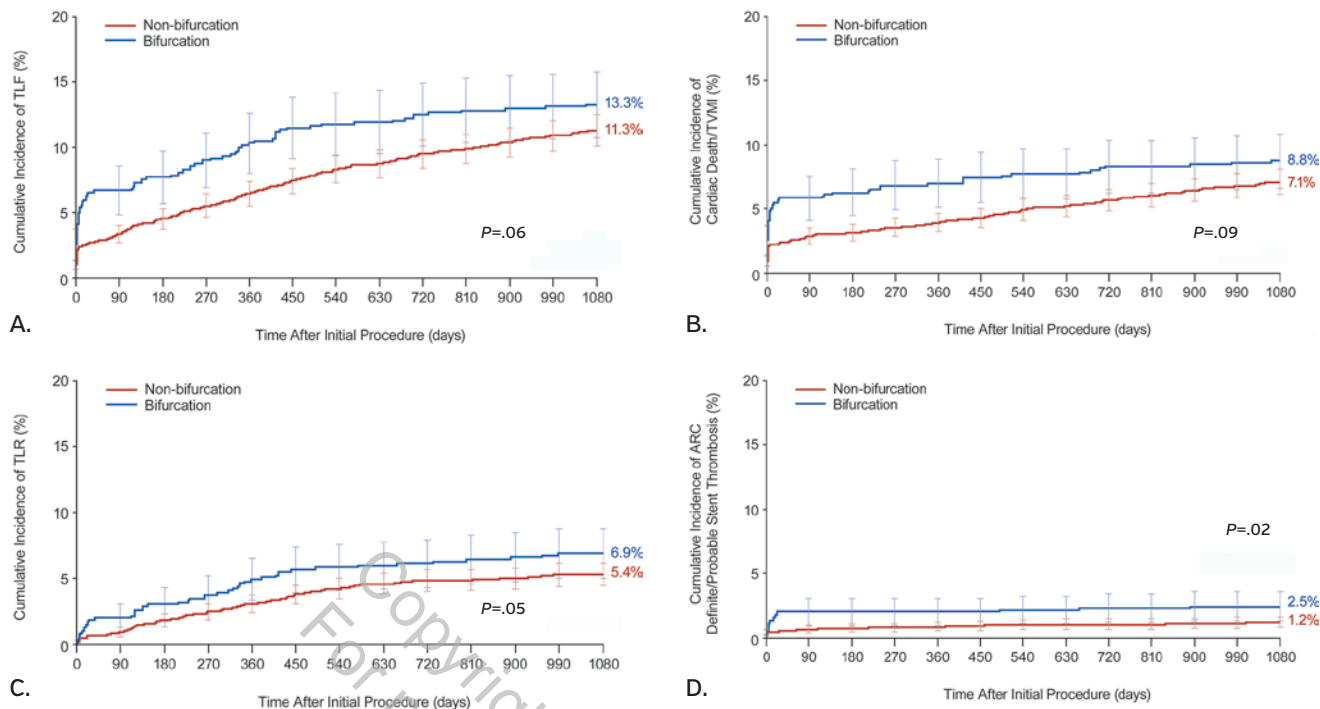 20
15
10
5
0
Cumulative Incidence of TLF (%)
Non-bifurcation
Bifurcation
13.3%
11.3%
P=.06
0 90 180 270 360 450 540 630 720 810 900 990 1080
Time After Initial Procedure (days)
A.
20
15
10
5
0
Cumulative Incidence of
Cardiac Death/TVMI (%)
Non-bifurcation
Bifurcation
8.8%
7.1%
P=.09
0 90 180 270 360 450 540 630 720 810 900 990 1080
Time After Initial Procedure (days)
B.
20
15
10
5
0
Cumulative Incidence of TLR (%)
Non-bifurcation
Bifurcation
6.9%
5.4%
P=.05
0 90 180 270 360 450 540 630 720 810 900 990 1080
Time After Initial Procedure (days)
C.
20
15
10
5
0
Cumulative Incidence of ARC
Definite/Probable Stent Thrombosis (%)
Non-bifurcation
Bifurcation
P=.02
2.5%
1.2%
0 90 180 270 360 450 540 630 720 810 900 990 1080
Time After Initial Procedure (days)
D.
For